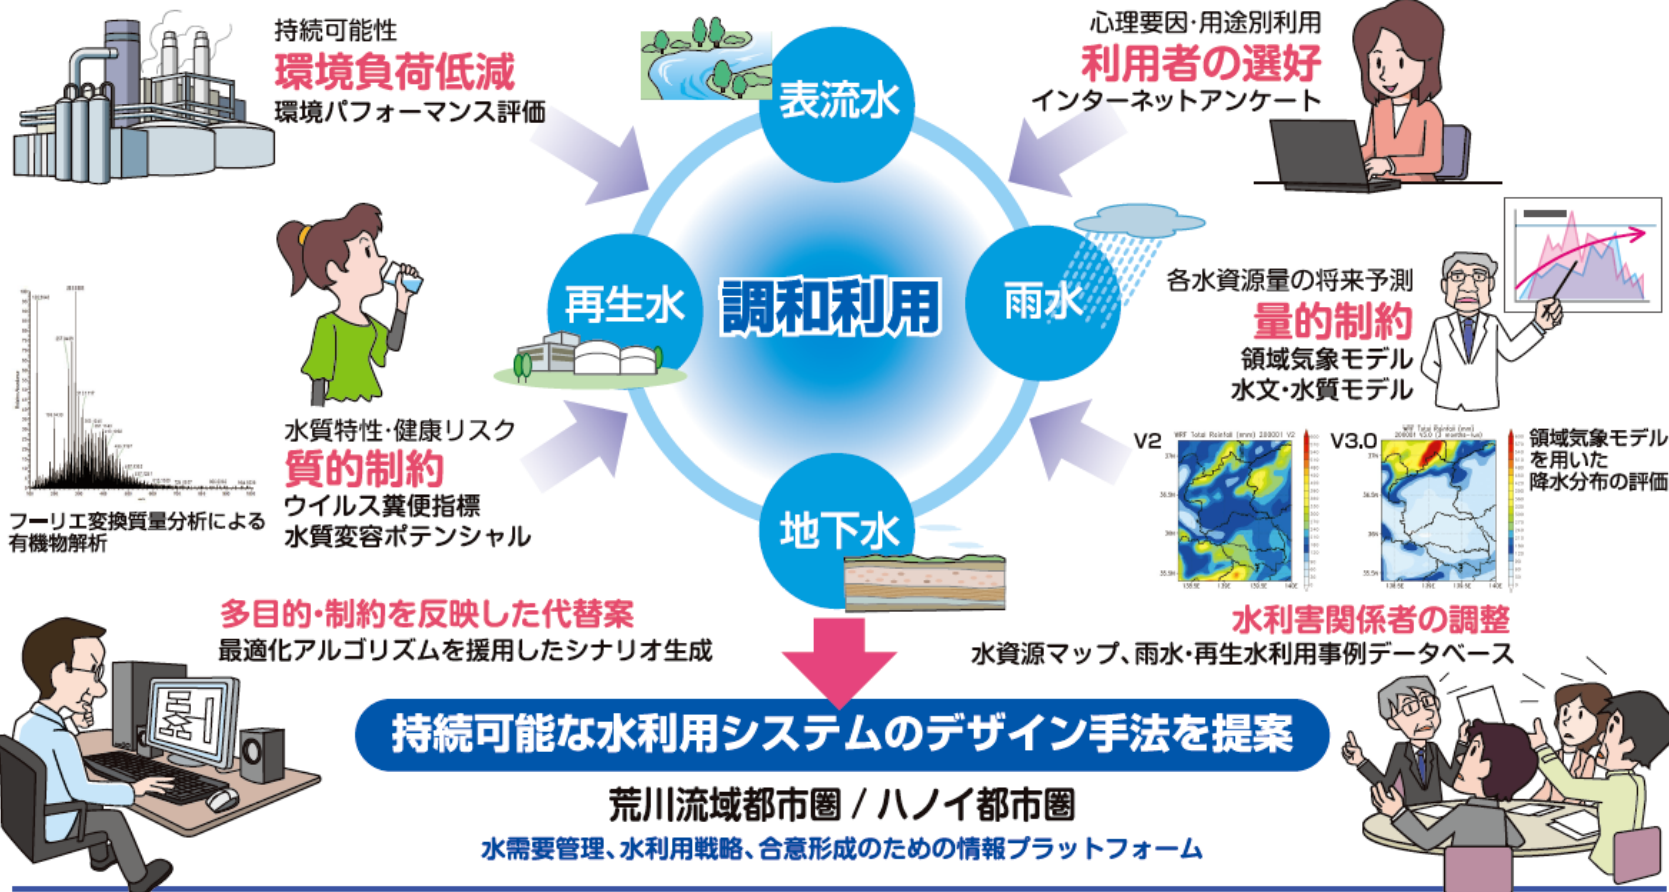 持続可能性
環境負荷低減
環境パフォーマンス評価
表流水
心理要因・用途別利用
利用者の選好
インターネットアンケート
再生水
調和利用
雨水
各水資源量の将来予測
量的制約
領域気象モデル
水文・水質モデル
水質特性・健康リスク
質的制約
ウイルス糞便指標
水質変容ポテンシャル
フーリエ変換質量分析による
有機物解析
地下水
V2
WRF Total Rainfall (mm) 200001 V2
V3.0
領域気象モデル
を用いた
降水分布の評価
多目的・制約を反映した代替案
最適化アルゴリズムを援用したシナリオ生成
水利害関係者の調整
水資源マップ、雨水・再生水利用事例データベース
持続可能な水利用システムのデザイン手法を提案
荒川流域都市圏 / ハノイ都市圏
水需要管理、水利用戦略、合意形成のための情報プラットフォーム